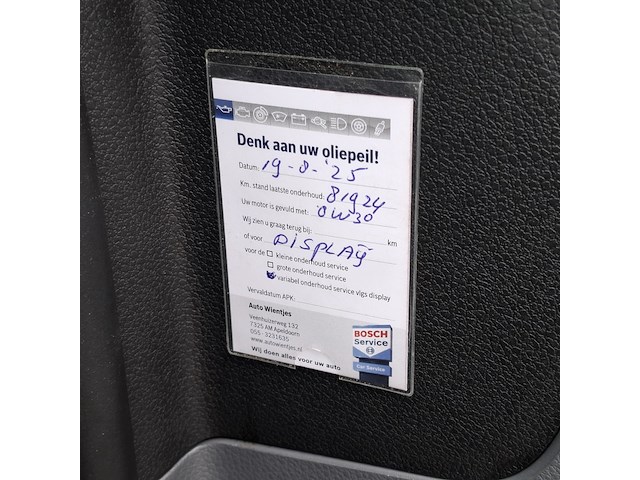 Denk aan uw oliepeil!
Datum: 19-8-'25
Km. stand laatste onderhoud: 81924
Uw motor is gevuld met: 0W30
Wij zien u graag terug bij: km
of voor DISPLAY
voor de kleine onderhoud service
grote onderhoud service
variabel onderhoud service vlgs display
Vervaldatum APK:
Auto Wientjes
Veenhuizerweg 132
7325 AM Apeldoorn
055 - 3231635
www.autowientjes.nl
Wij doen alles voor uw auto
BOSCH
Service
Car Service